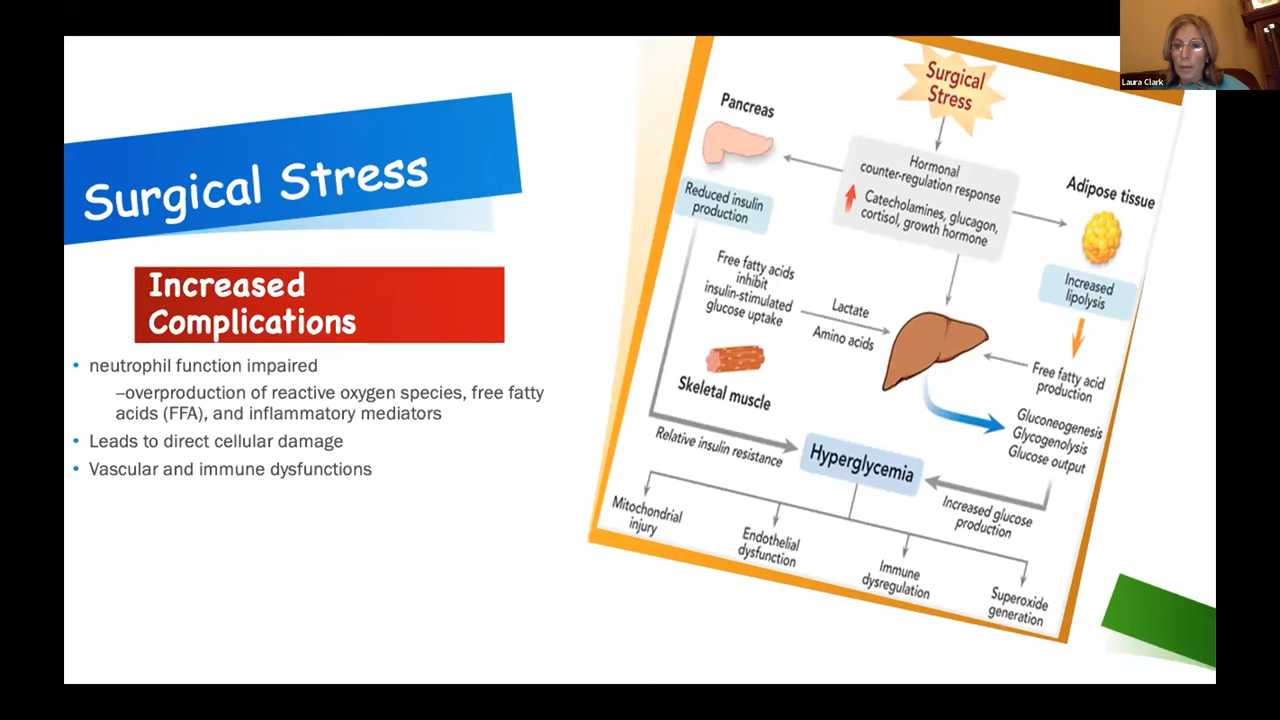 Surgical Stress
Increased
Complications
• neutrophil function impaired
–overproduction of reactive oxygen species, free fatty
acids (FFA), and inflammatory mediators
• Leads to direct cellular damage
• Vascular and immune dysfunctions
Surgical
Stress
Pancreas
Hormonal
counter-regulation response
Catecholamines, glucagon,
cortisol, growth hormone
Adipose tissue
Reduced insulin
production
Increased
lipolysis
Free fatty acids
inhibit
insulin-stimulated
glucose uptake
Lactate
Amino acids
Skeletal muscle
Free fatty acid
production
Gluconeogenesis
Glycogenolysis
Glucose output
Relative insulin resistance
Hyperglycemia
Increased glucose
production
Mitochondrial
injury
Endothelial
dysfunction
Immune
dysregulation
Superoxide
generation
Laura Clark